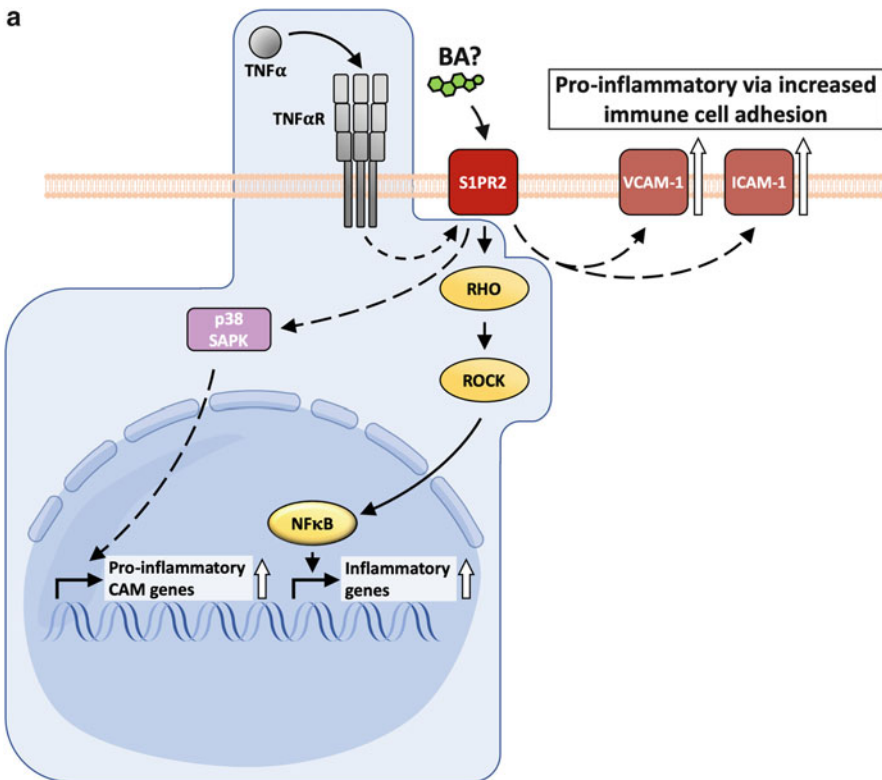 a
TNFα
TNFαR
BA?
Pro-inflammatory via increased
immune cell adhesion
S1PR2
VCAM-1
ICAM-1
RHO
p38
SAPK
ROCK
NFκB
Pro-inflammatory
CAM genes
Inflammatory
genes